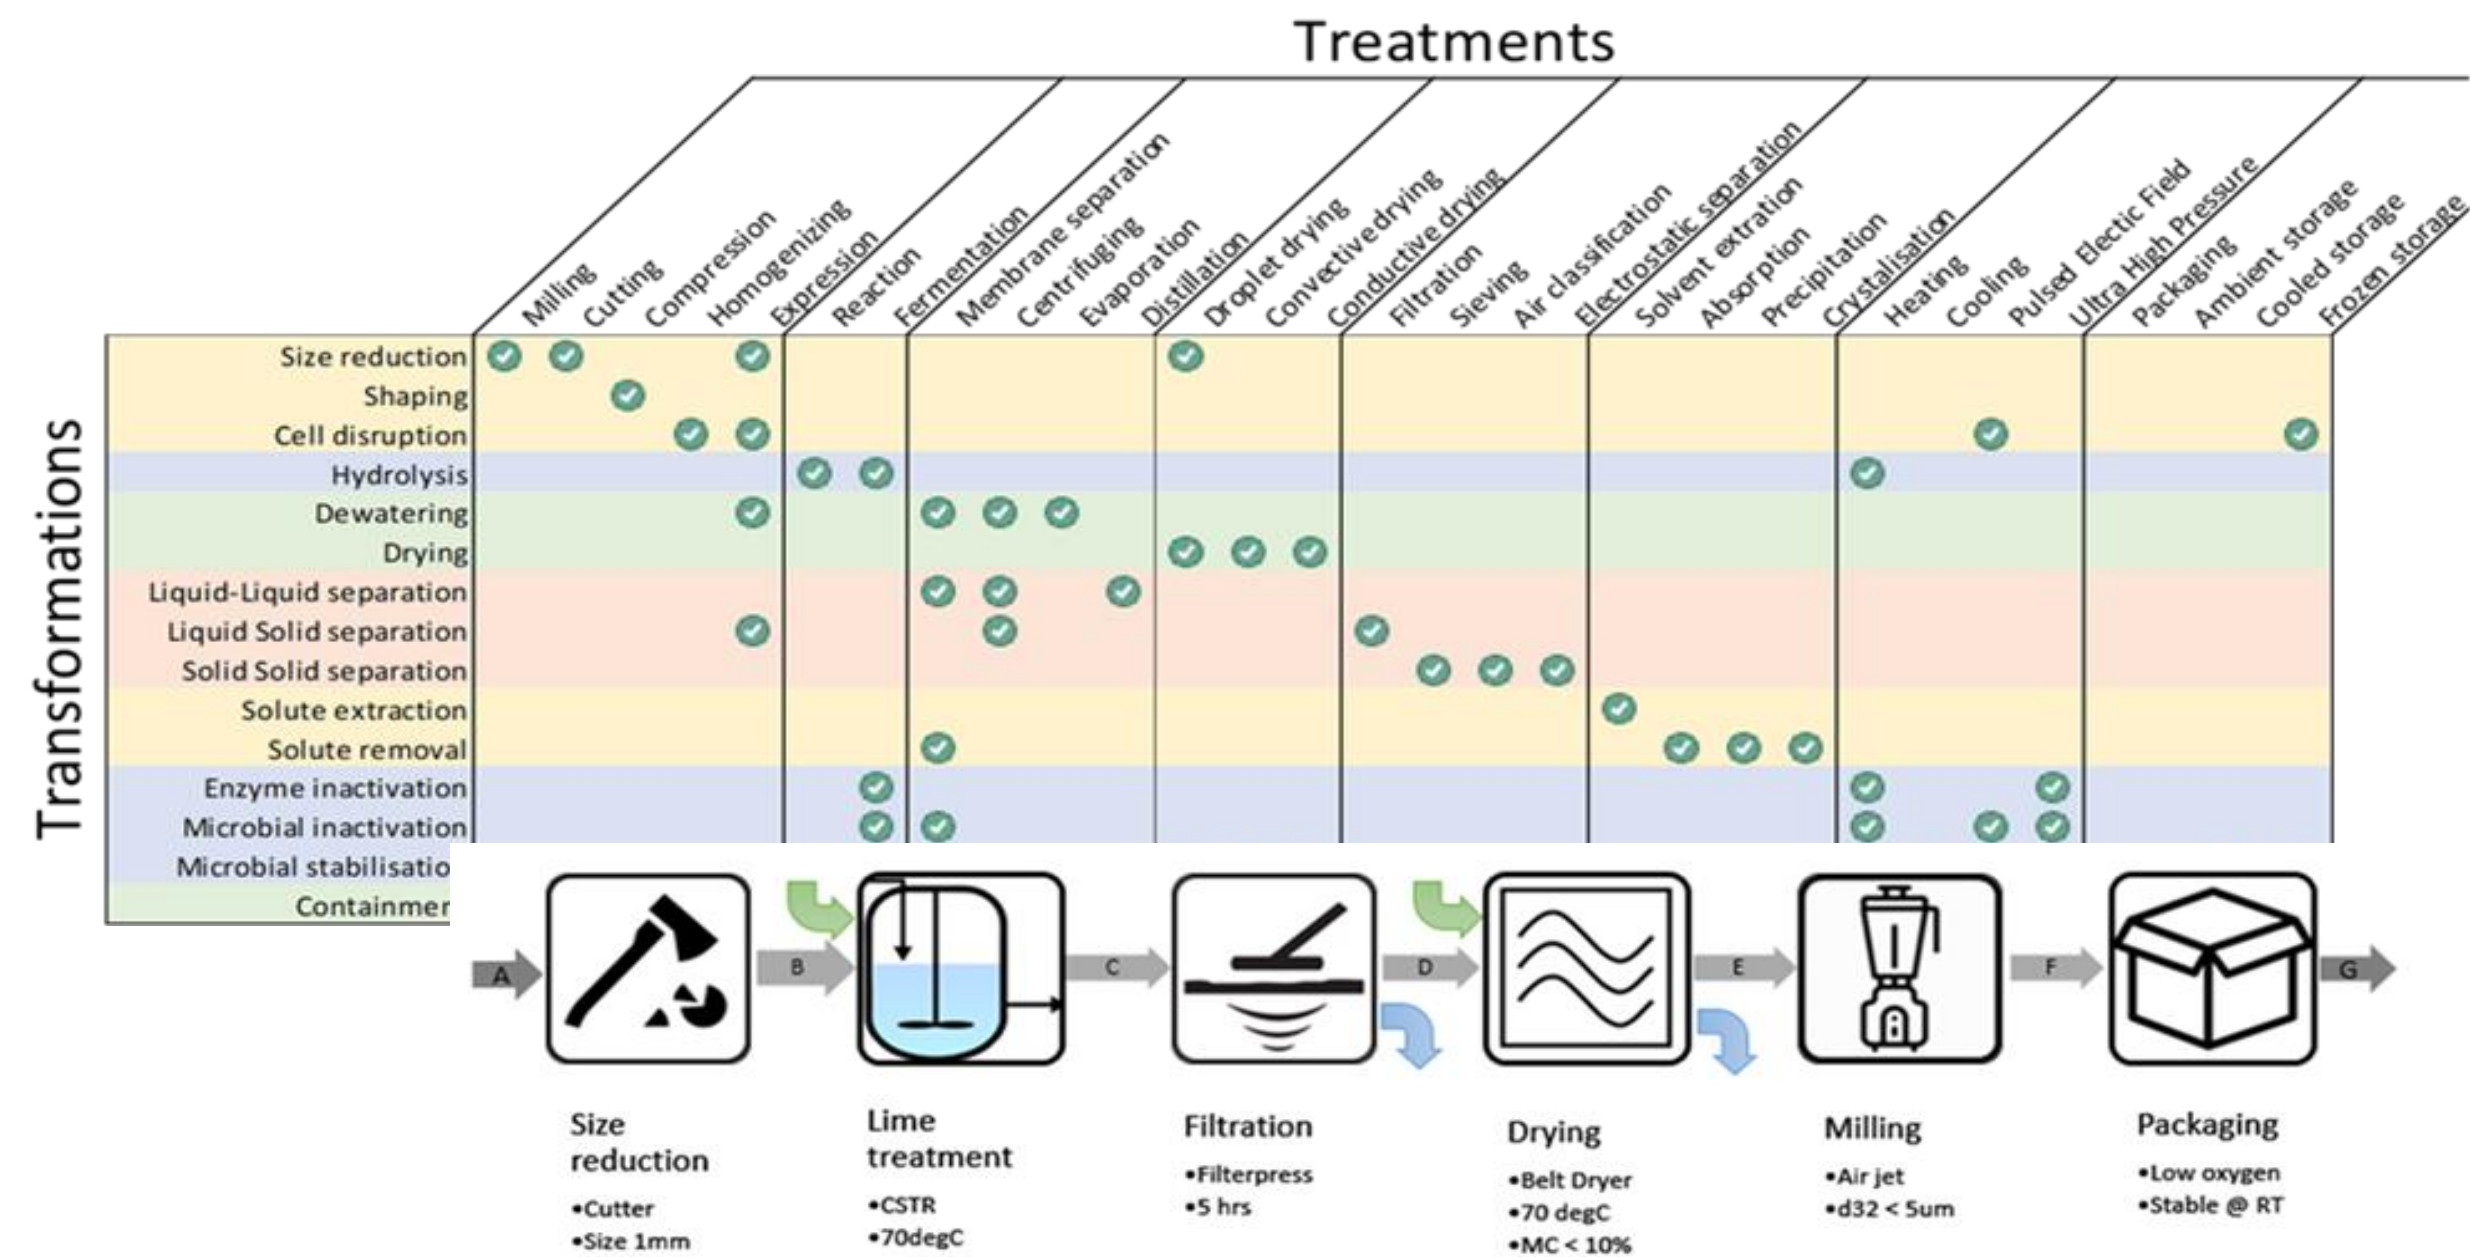 Treatments
Milling
Cutting
Compression
Homogenizing
Expression
Reaction
Fermentation
Membrane separation
Centrifuging
Evaporation
Distillation
Droplet drying
Convective drying
Conductive drying
Filtration
Sieving
Air classification
Electrostatic separation
Solvent extraction
Absorption
Precipitation
Crystalisation
Heating
Cooling
Pulsed Electic Field
Ultra High Pressure
Packaging
Ambient storage
Cooled storage
Frozen storage
Transformations
Size reduction
Shaping
Cell disruption
Hydrolysis
Dewatering
Drying
Liquid-Liquid separation
Liquid Solid separation
Solid Solid separation
Solute extraction
Solute removal
Enzyme inactivation
Microbial inactivation
Microbial stabilisatio
Containmer
A
B
C
D
E
F
G
Size
reduction
•Cutter
•Size 1mm
Lime
treatment
•CSTR
•70degC
Filtration
•Filterpress
•5 hrs
Drying
•Belt Dryer
•70 degC
•MC < 10%
Milling
•Air jet
•d32 < 5um
Packaging
•Low oxygen
•Stable @ RT